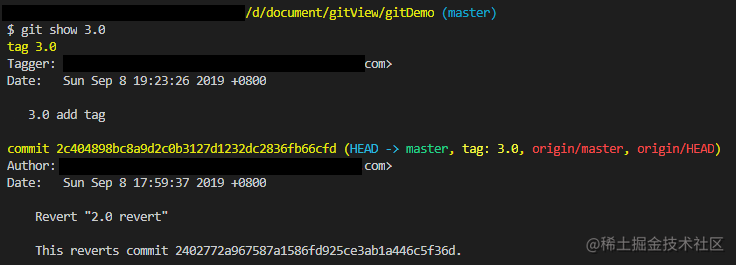 /d/document/gitView/gitDemo (master)
$ git show 3.0
tag 3.0
Tagger: com>
Date: Sun Sep 8 19:23:26 2019 +0800
3.0 add tag
commit 2c404898bc8a9d2c0b3127d1232dc2836fb66cfd (HEAD -> master, tag: 3.0, origin/master, origin/HEAD)
Author: com>
Date: Sun Sep 8 17:59:37 2019 +0800
Revert "2.0 revert"
This reverts commit 2402772a967587a1586fd925ce3ab1a446c5f36d.
@稀土掘金技术社区